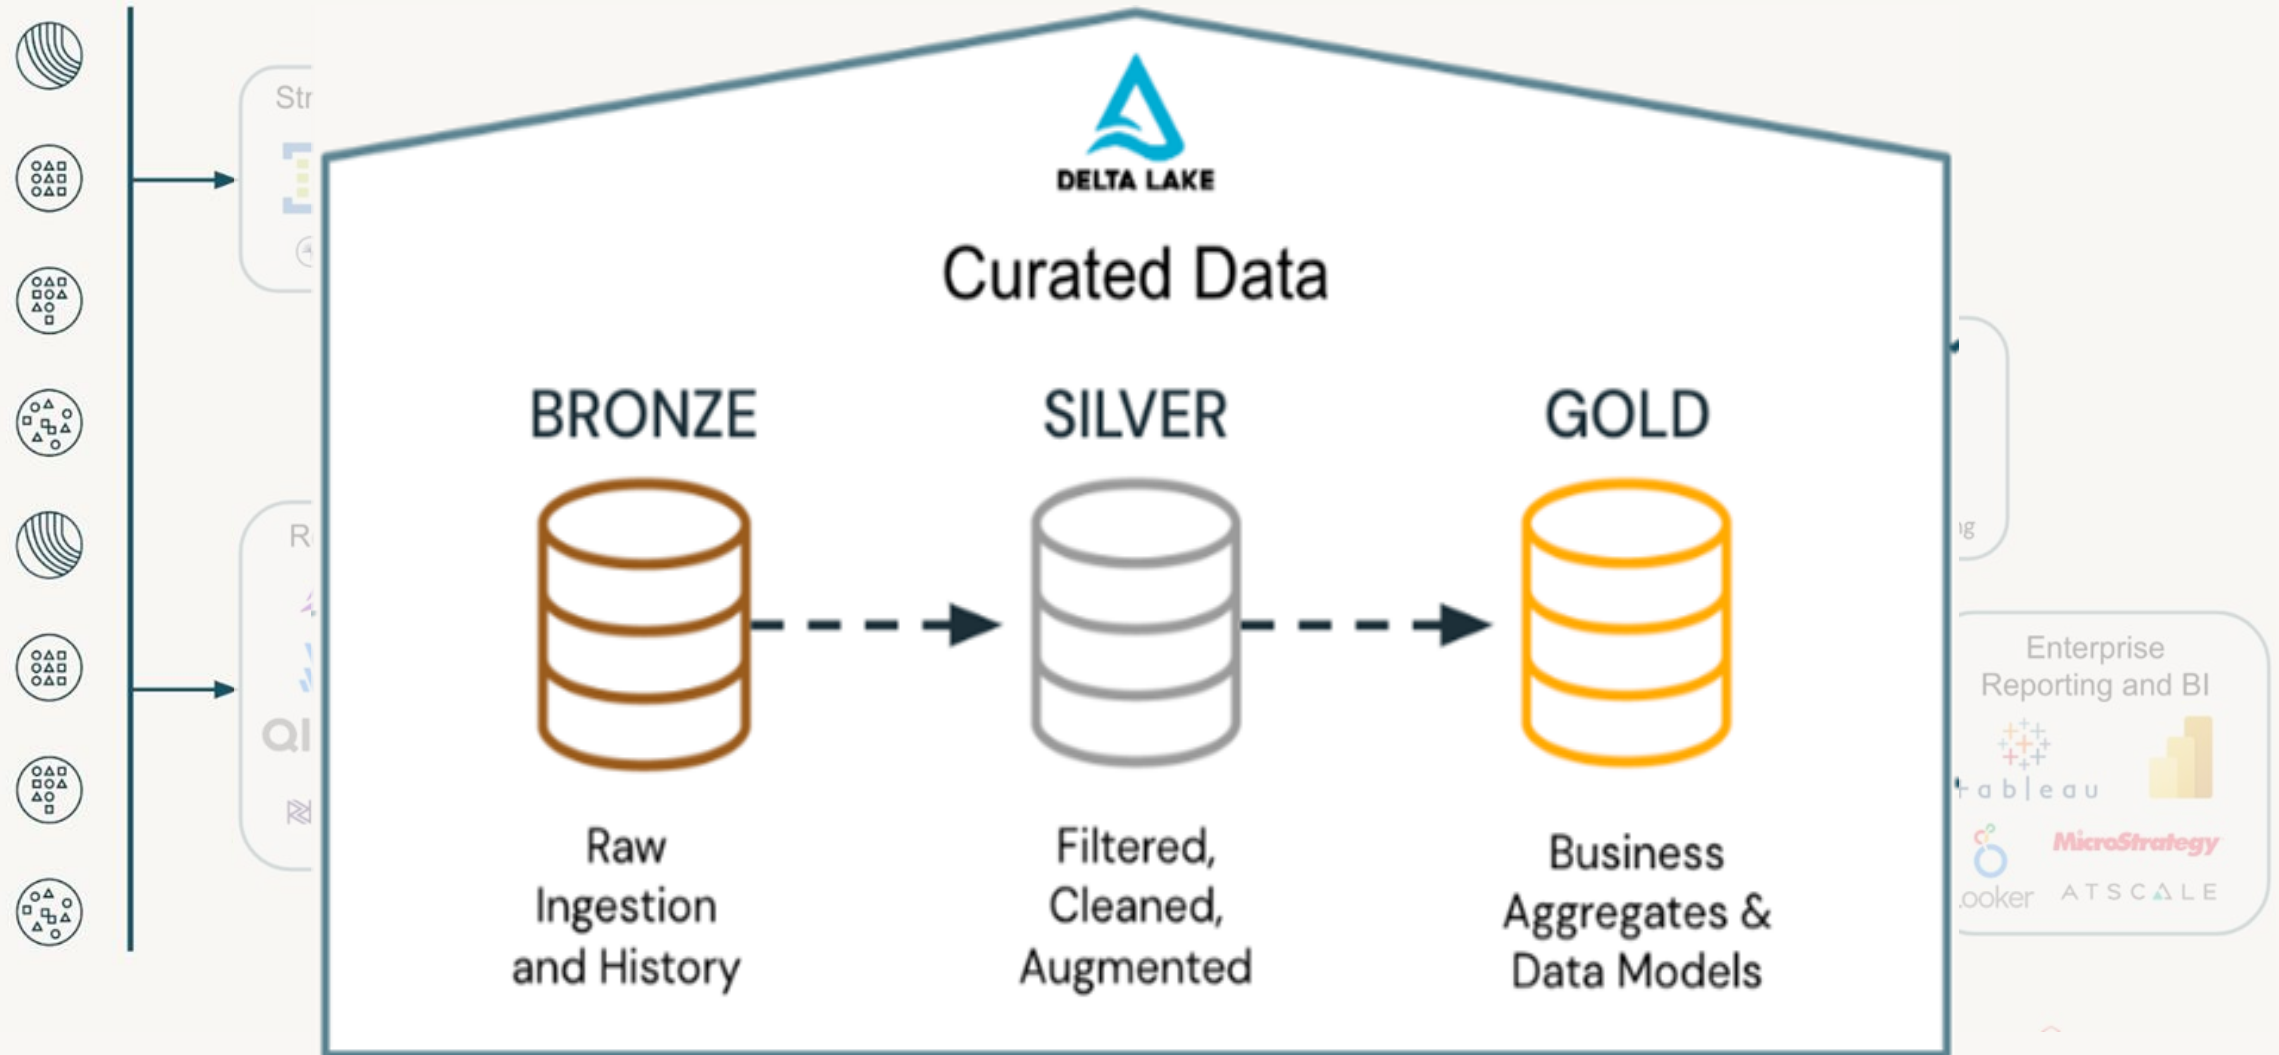 DELTA LAKE
Curated Data
BRONZE
SILVER
GOLD
Raw
Ingestion
and History
Filtered,
Cleaned,
Augmented
Business
Aggregates &
Data Models
Enterprise
Reporting and BI
tableau
MicroStrategy
ATSCALE